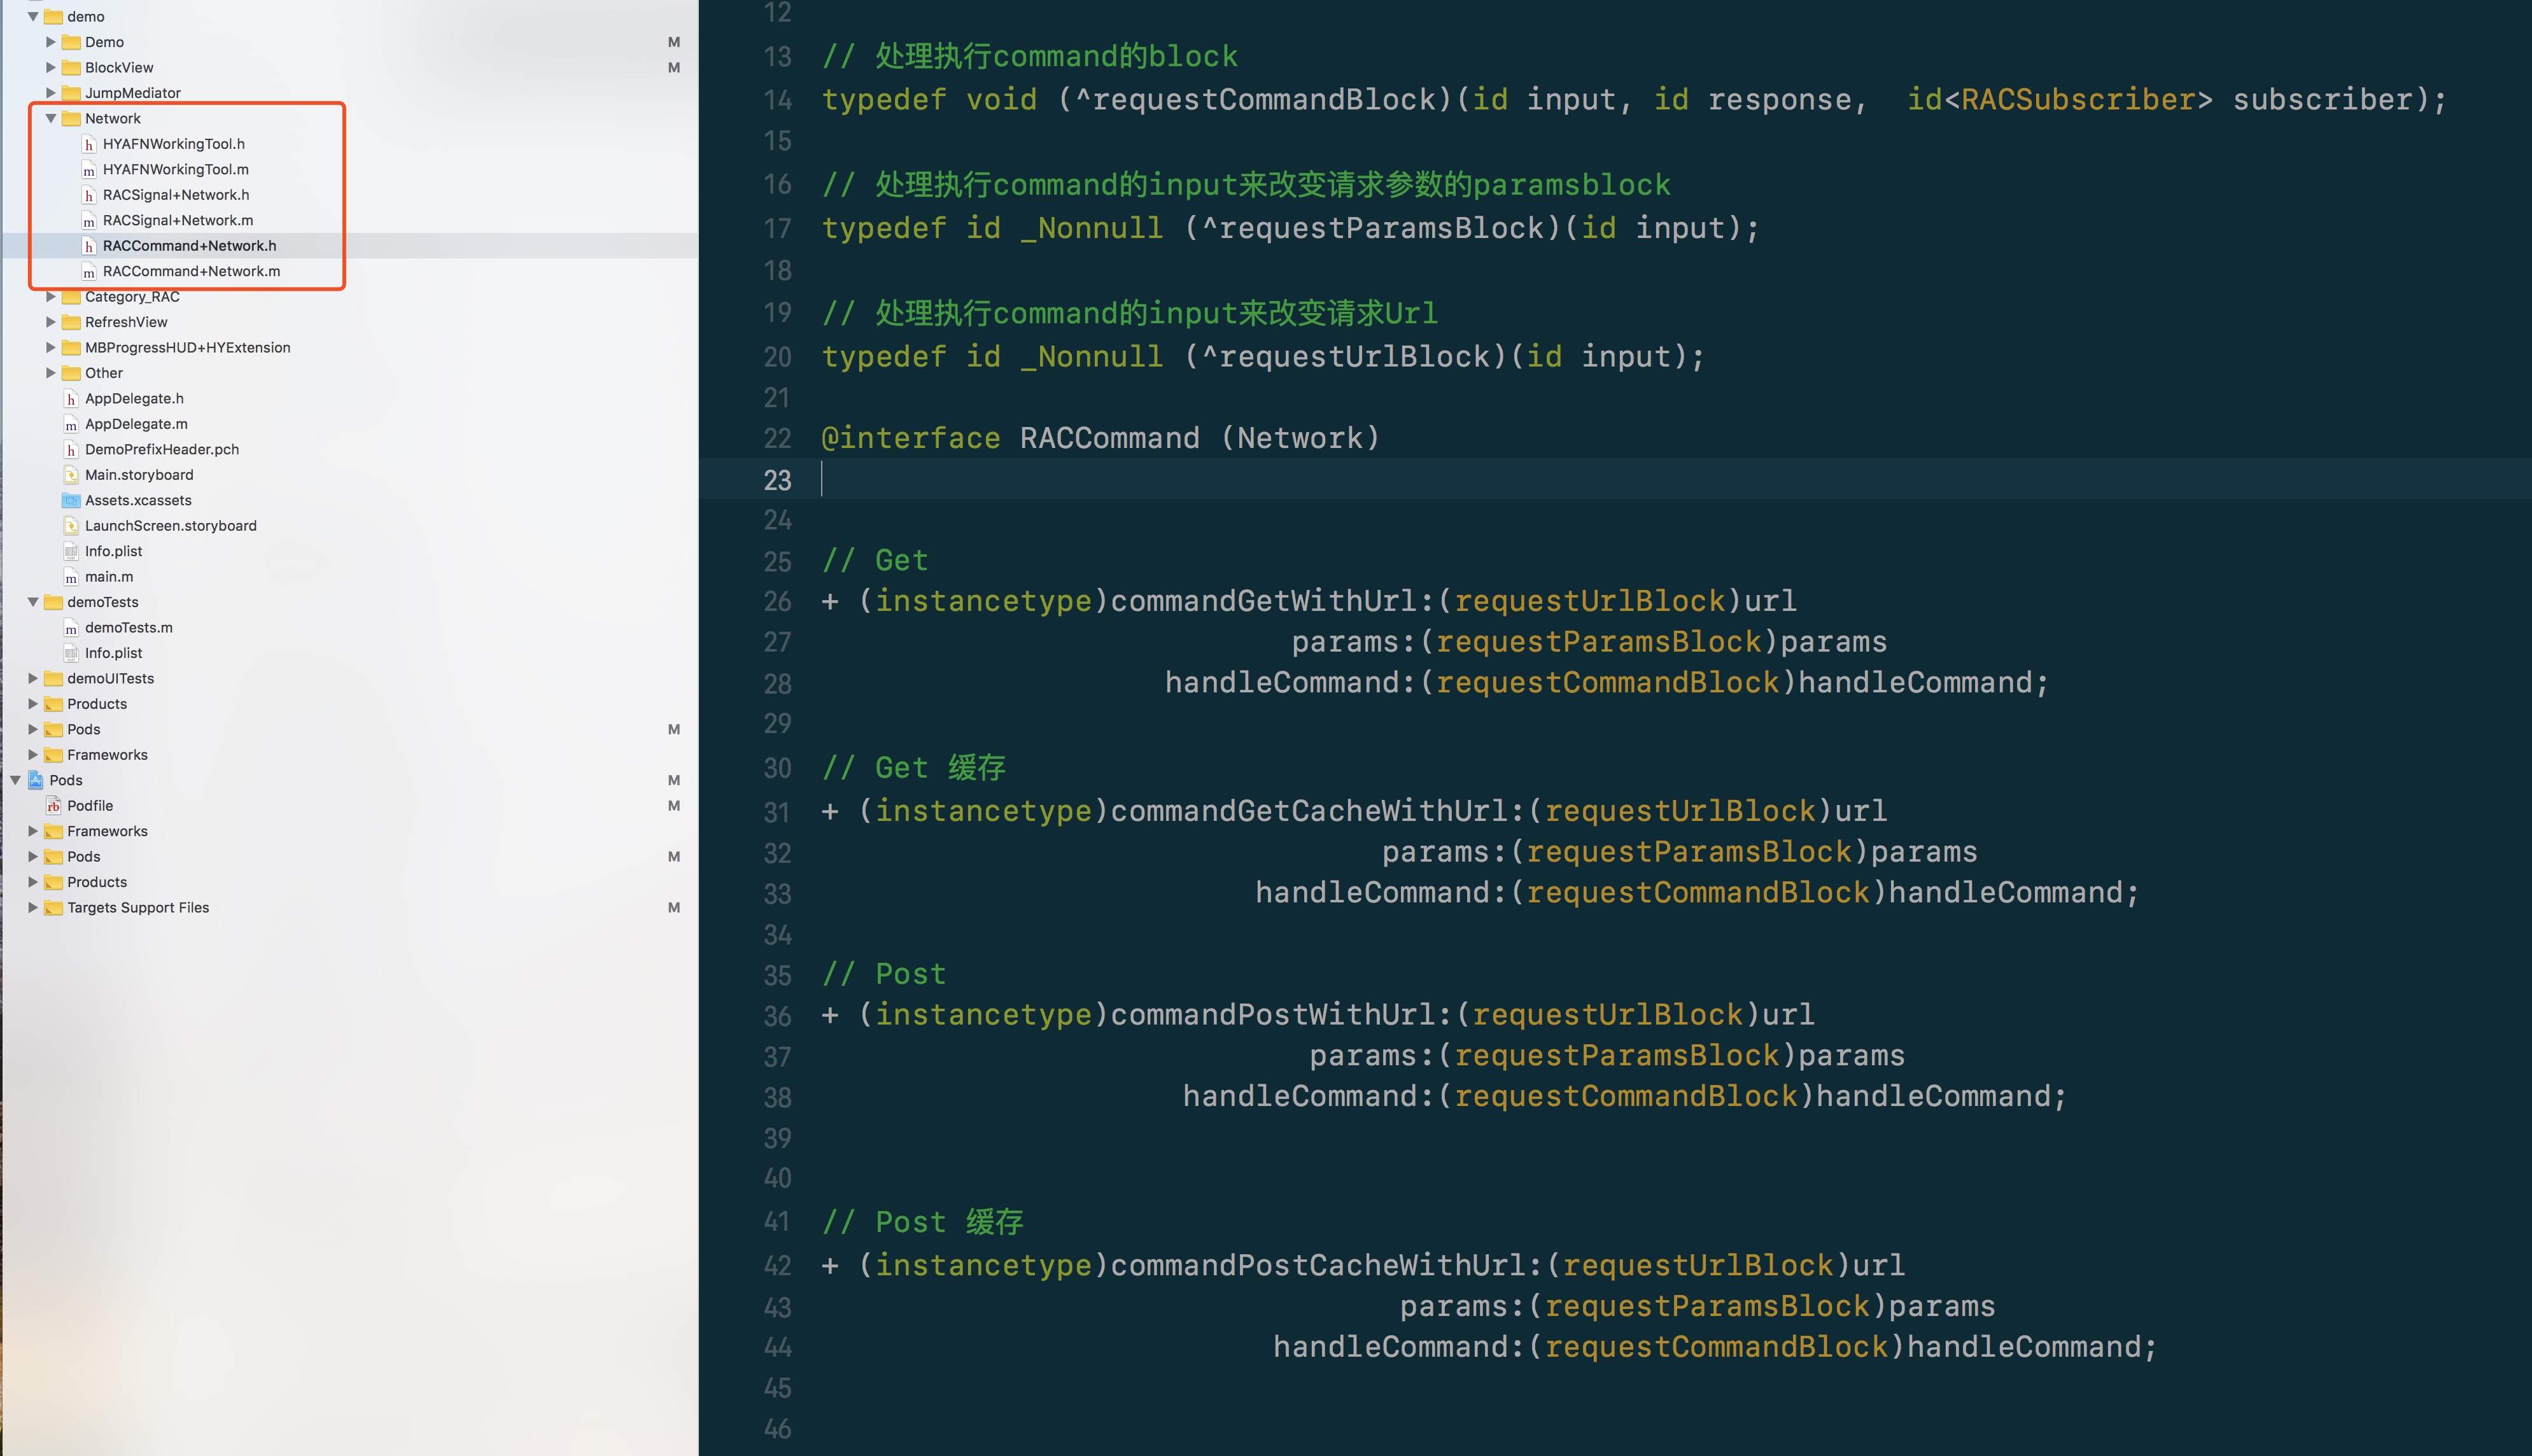 demo
Demo
M
BlockView
M
JumpMediator
Network
h HYAFNWorkingTool.h
m HYAFNWorkingTool.m
h RACSignal+Network.h
m RACSignal+Network.m
h RACCommand+Network.h
m RACCommand+Network.m
Category_RAC
RefreshView
MBProgressHUD+HYExtension
Other
h AppDelegate.h
m AppDelegate.m
h DemoPrefixHeader.pch
Main.storyboard
Assets.xcassets
LaunchScreen.storyboard
Info.plist
m main.m
demoTests
m demoTests.m
Info.plist
demoUITests
Products
Pods
M
Frameworks
Pods
M
rb Podfile
M
Frameworks
Pods
M
Products
Targets Support Files
M
12
13 // 处理执行command的block
14 typedef void (^requestCommandBlock)(id input, id response,  id<RACSubscriber> subscriber);
15
16 // 处理执行command的input来改变请求参数的paramsblock
17 typedef id _Nonnull (^requestParamsBlock)(id input);
18
19 // 处理执行command的input来改变请求Url
20 typedef id _Nonnull (^requestUrlBlock)(id input);
21
22 @interface RACCommand (Network)
23
24
25 // Get
26 + (instancetype)commandGetWithUrl:(requestUrlBlock)url
27 params:(requestParamsBlock)params
28 handleCommand:(requestCommandBlock)handleCommand;
29
30 // Get 缓存
31 + (instancetype)commandGetCacheWithUrl:(requestUrlBlock)url
32 params:(requestParamsBlock)params
33 handleCommand:(requestCommandBlock)handleCommand;
34
35 // Post
36 + (instancetype)commandPostWithUrl:(requestUrlBlock)url
37 params:(requestParamsBlock)params
38 handleCommand:(requestCommandBlock)handleCommand;
39
40
41 // Post 缓存
42 + (instancetype)commandPostCacheWithUrl:(requestUrlBlock)url
43 params:(requestParamsBlock)params
44 handleCommand:(requestCommandBlock)handleCommand;
45
46